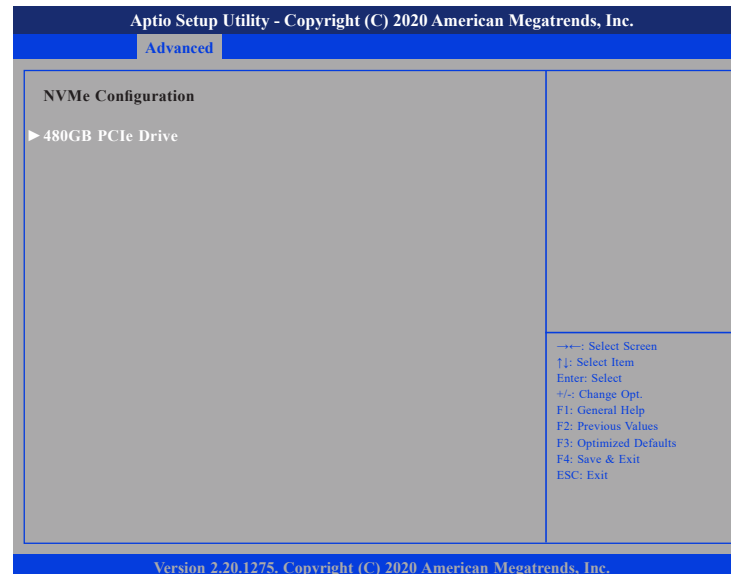 Aptio Setup Utility - Copyright (C) 2020 American Megatrends, Inc.
Advanced
NVMe Configuration
►480GB PCIe Drive
→←: Select Screen
↑↓: Select Item
Enter: Select
+/-: Change Opt.
F1: General Help
F2: Previous Values
F3: Optimized Defaults
F4: Save & Exit
ESC: Exit
Version 2.20.1275. Copyright (C) 2020 American Megatrends, Inc.